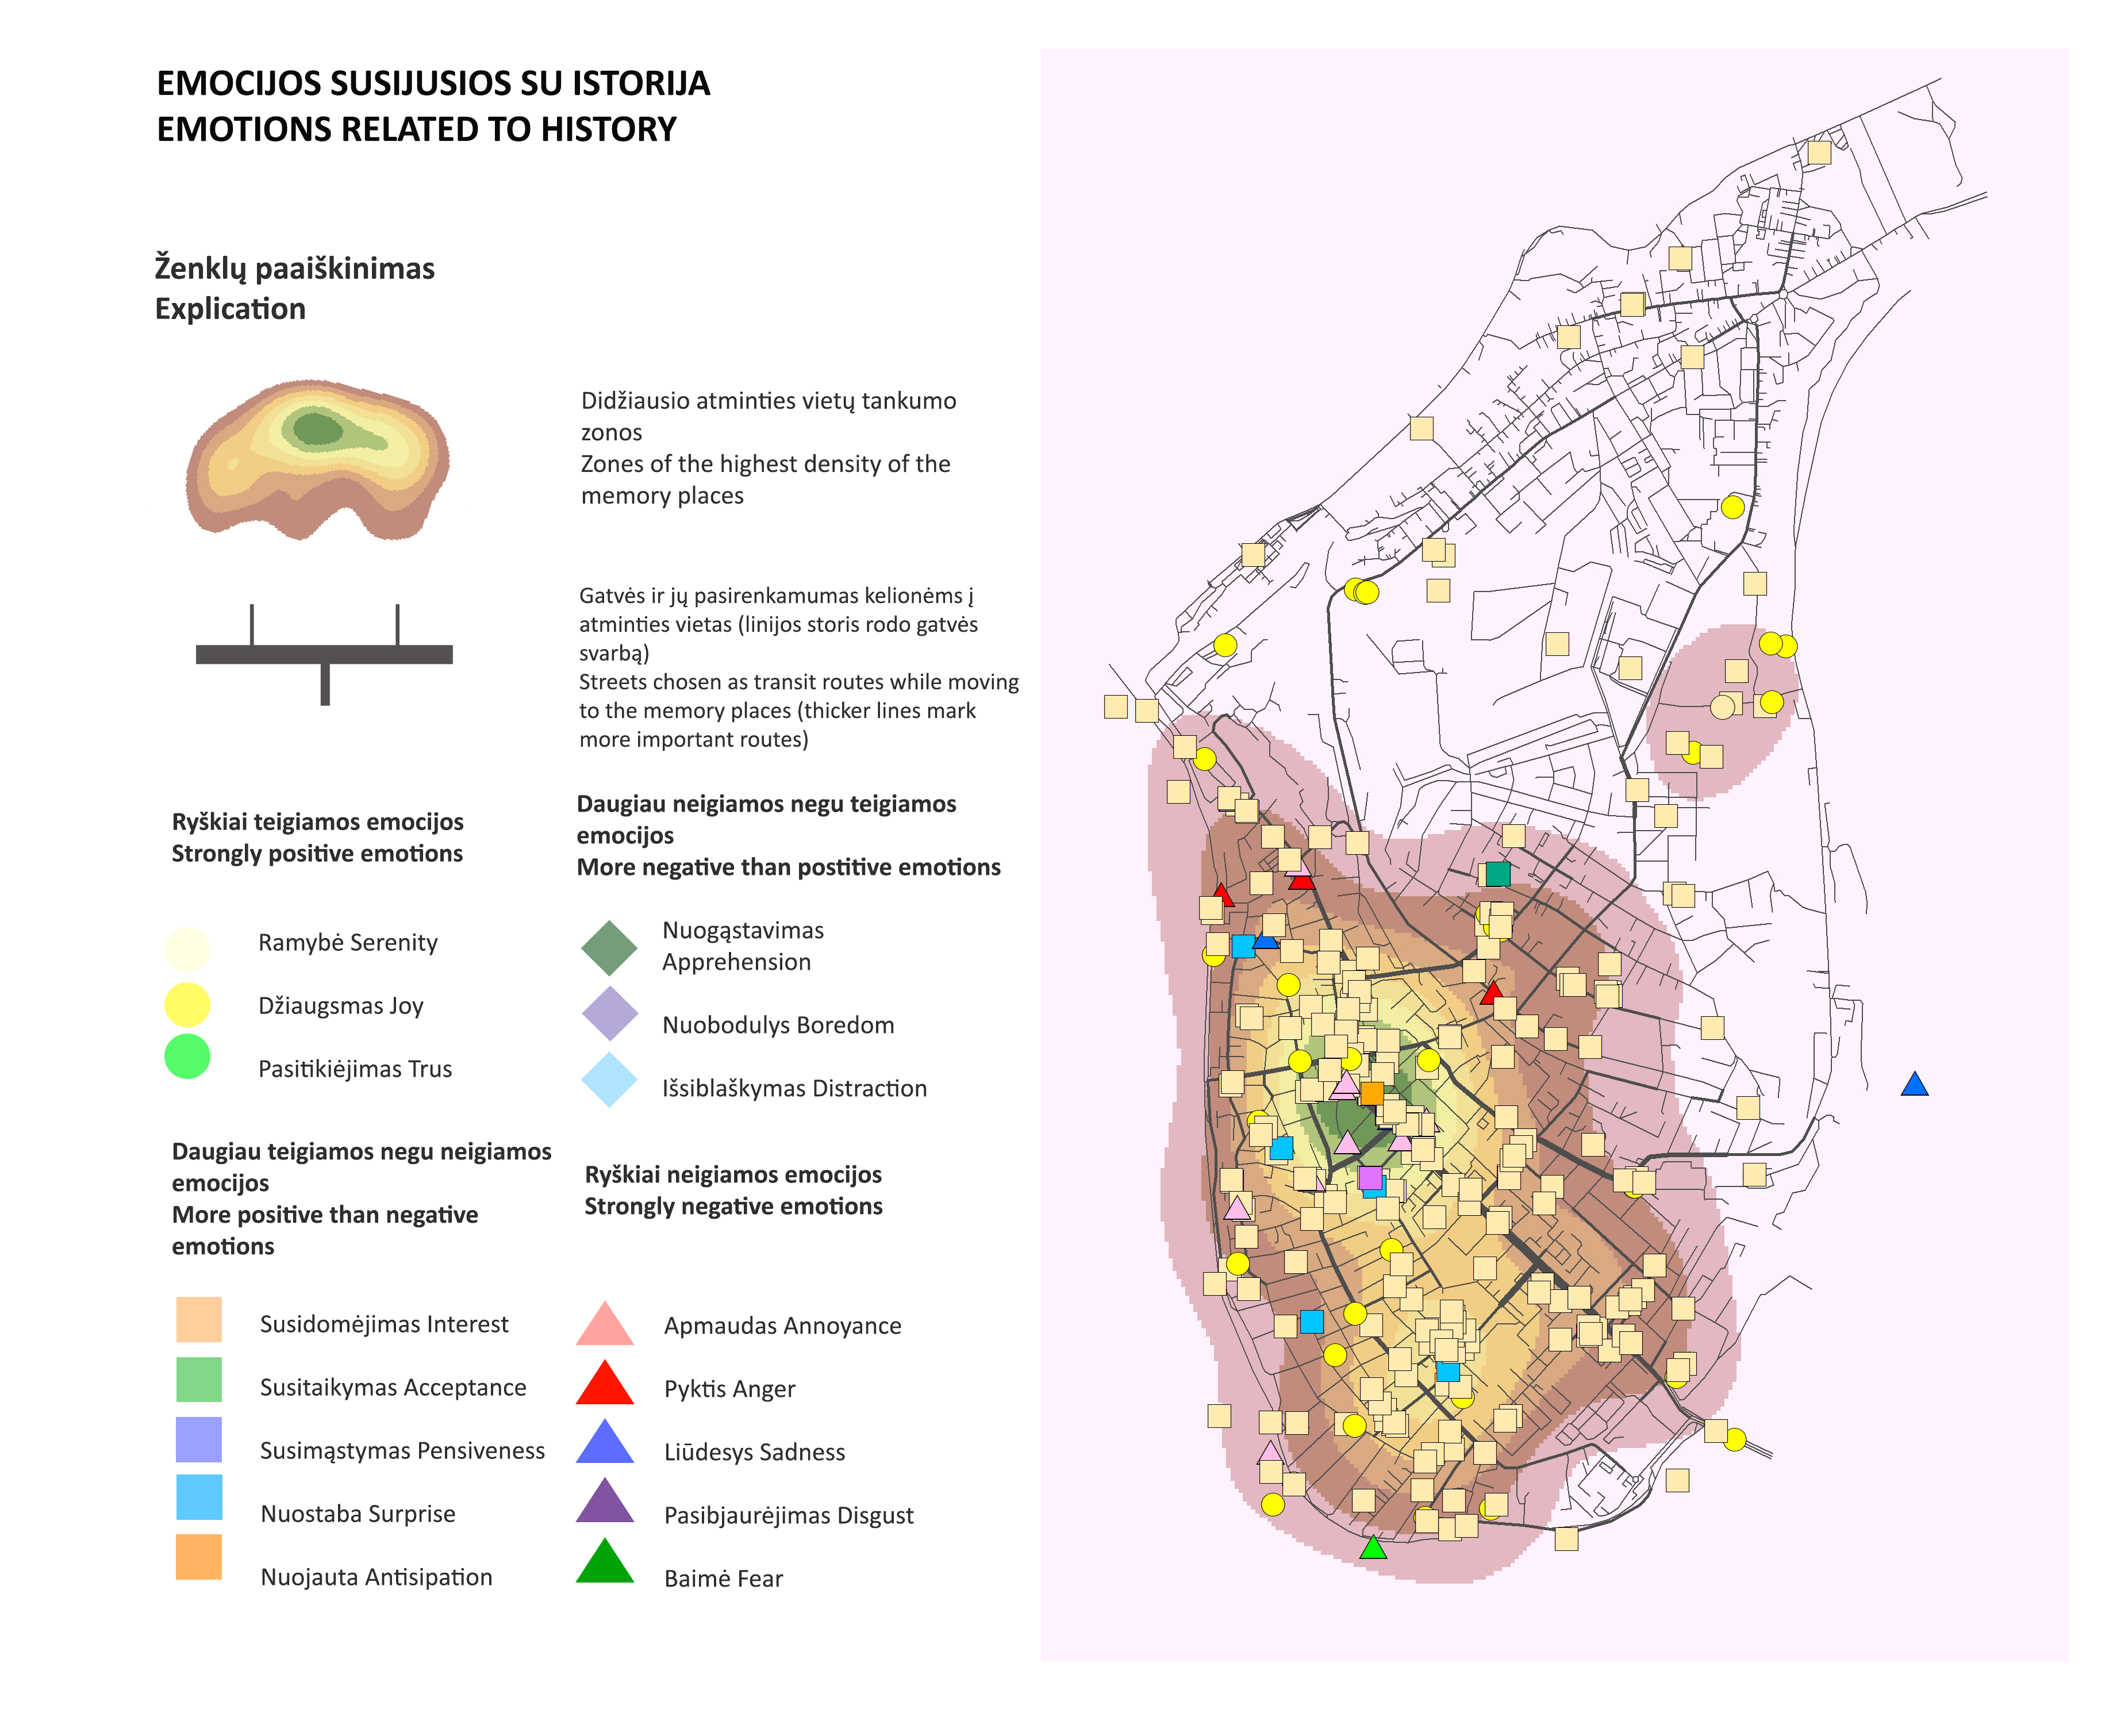 EMOCIJOS SUSIJUSIOS SU ISTORIJA
EMOTIONS RELATED TO HISTORY
Ženklų paaiškinimas
Explication
Didžiausio atminties vietų tankumo
zonos
Zones of the highest density of the
memory places
Gatvės ir jų pasirenkamumas kelionėms į
atminties vietas (linijos storis rodo gatvės
svarbą)
Streets chosen as transit routes while moving
to the memory places (thicker lines mark
more important routes)
Ryškiai teigiamos emocijos
Strongly positive emotions
Ramybė Serenity
Džiaugsmas Joy
Pasitikiėjimas Trus
Daugiau teigiamos negu neigiamos
emocijos
More positive than negative
emotions
Susidomėjimas Interest
Susitaikymas Acceptance
Susimąstymas Pensiveness
Nuostaba Surprise
Nuojauta Antisipation
Daugiau neigiamos negu teigiamos
emocijos
More negative than postitive emotions
Nuogąstavimas
Apprehension
Nuobodulys Boredom
Išsiblaškymas Distraction
Ryškiai neigiamos emocijos
Strongly negative emotions
Apmaudas Annoyance
Pyktis Anger
Liūdesys Sadness
Pasibjaurėjimas Disgust
Baimė Fear